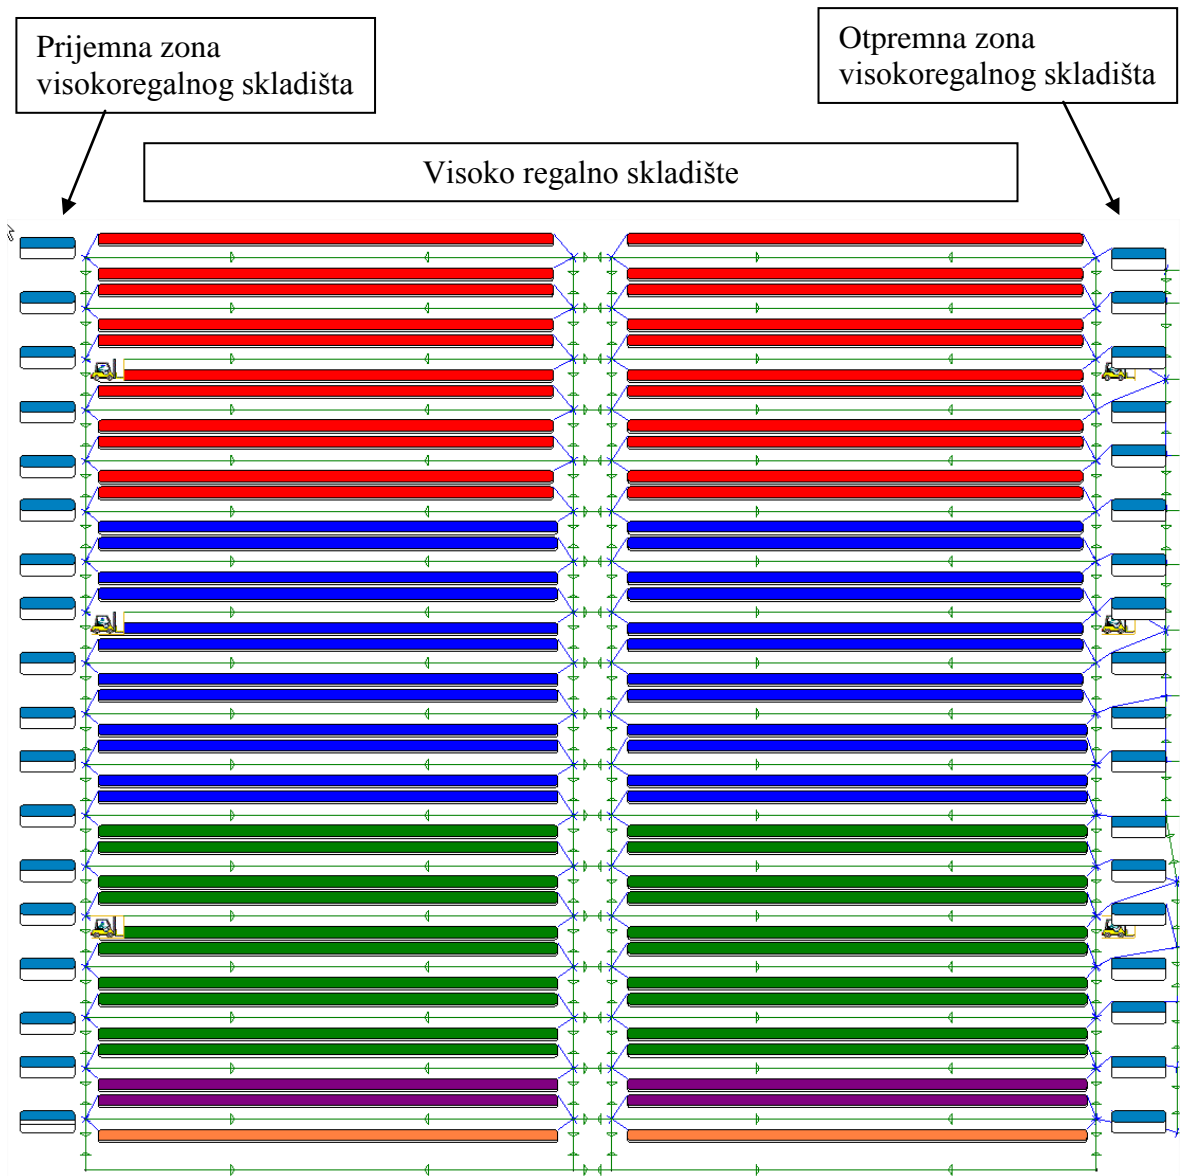 Prijemna zona
visokoregalnog skladišta
Otpremna zona
visokoregalnog skladišta
Visoko regalno skladište